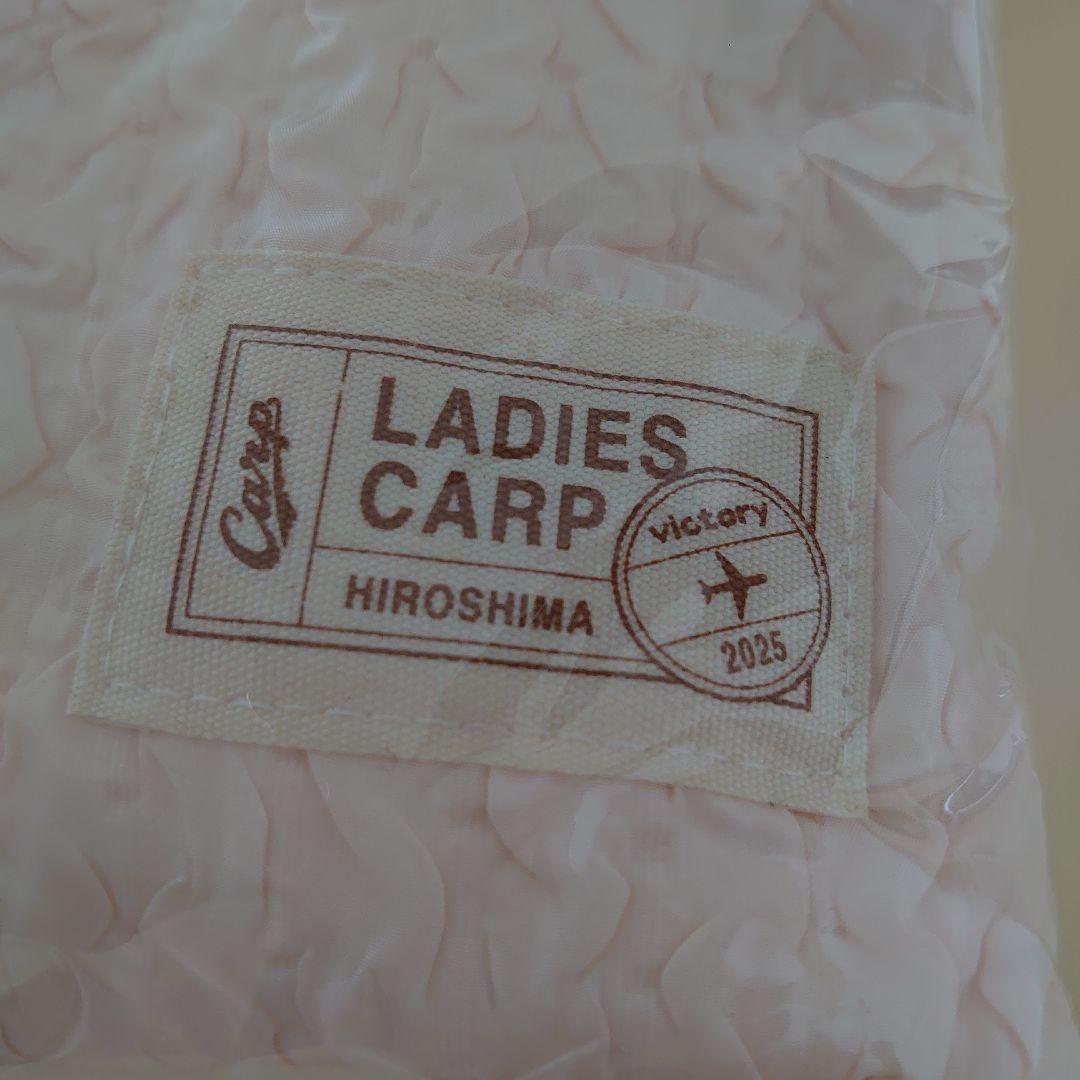 Carp
LADIES
CARP
HIROSHIMA
victory
2025